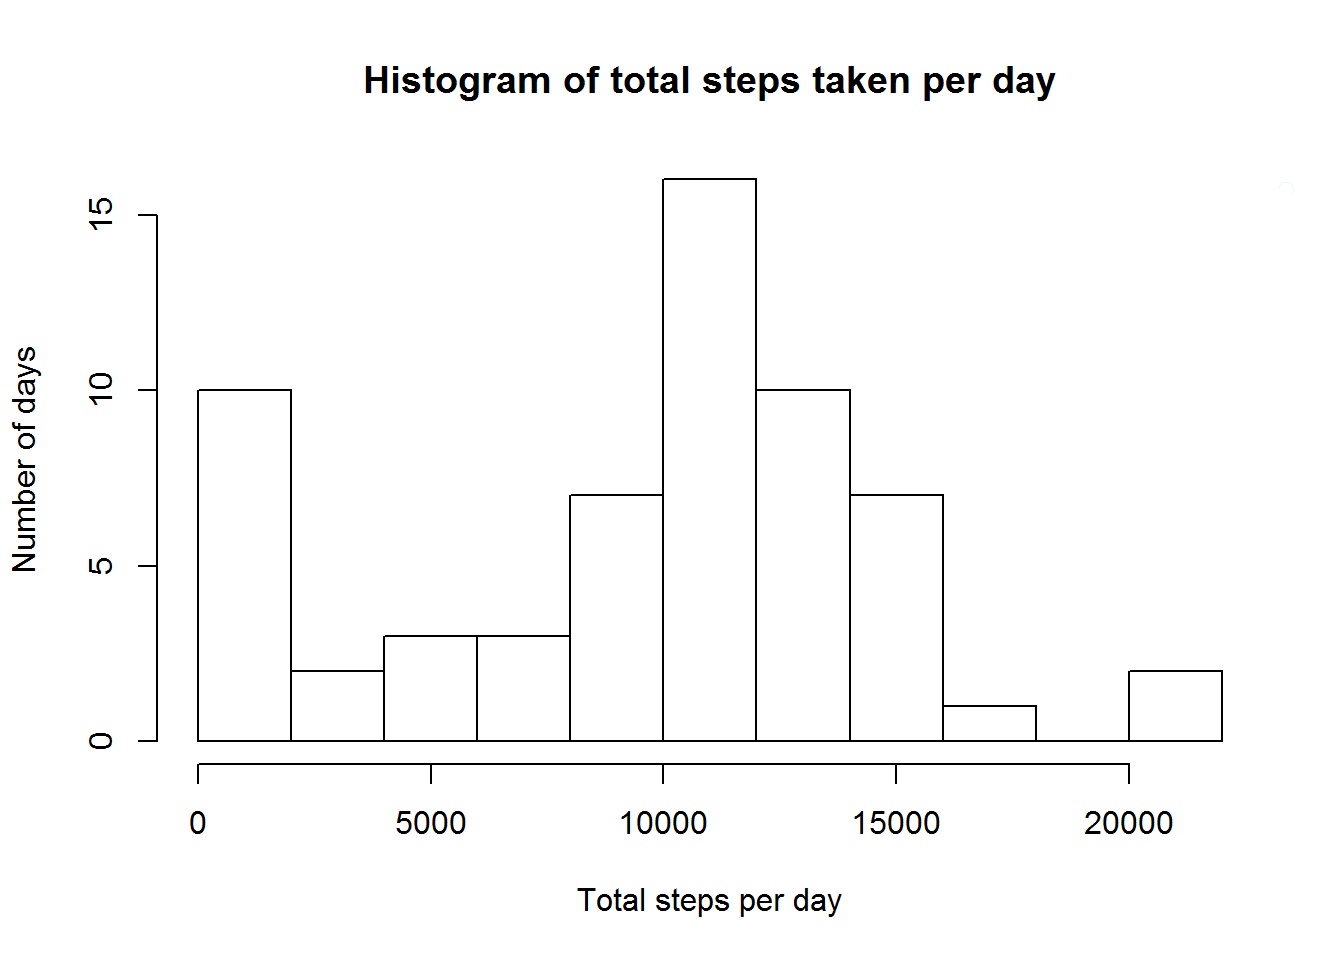 Histogram of total steps taken per day
Number of days
15
10
5
0
0 5000 10000 15000 20000
Total steps per day